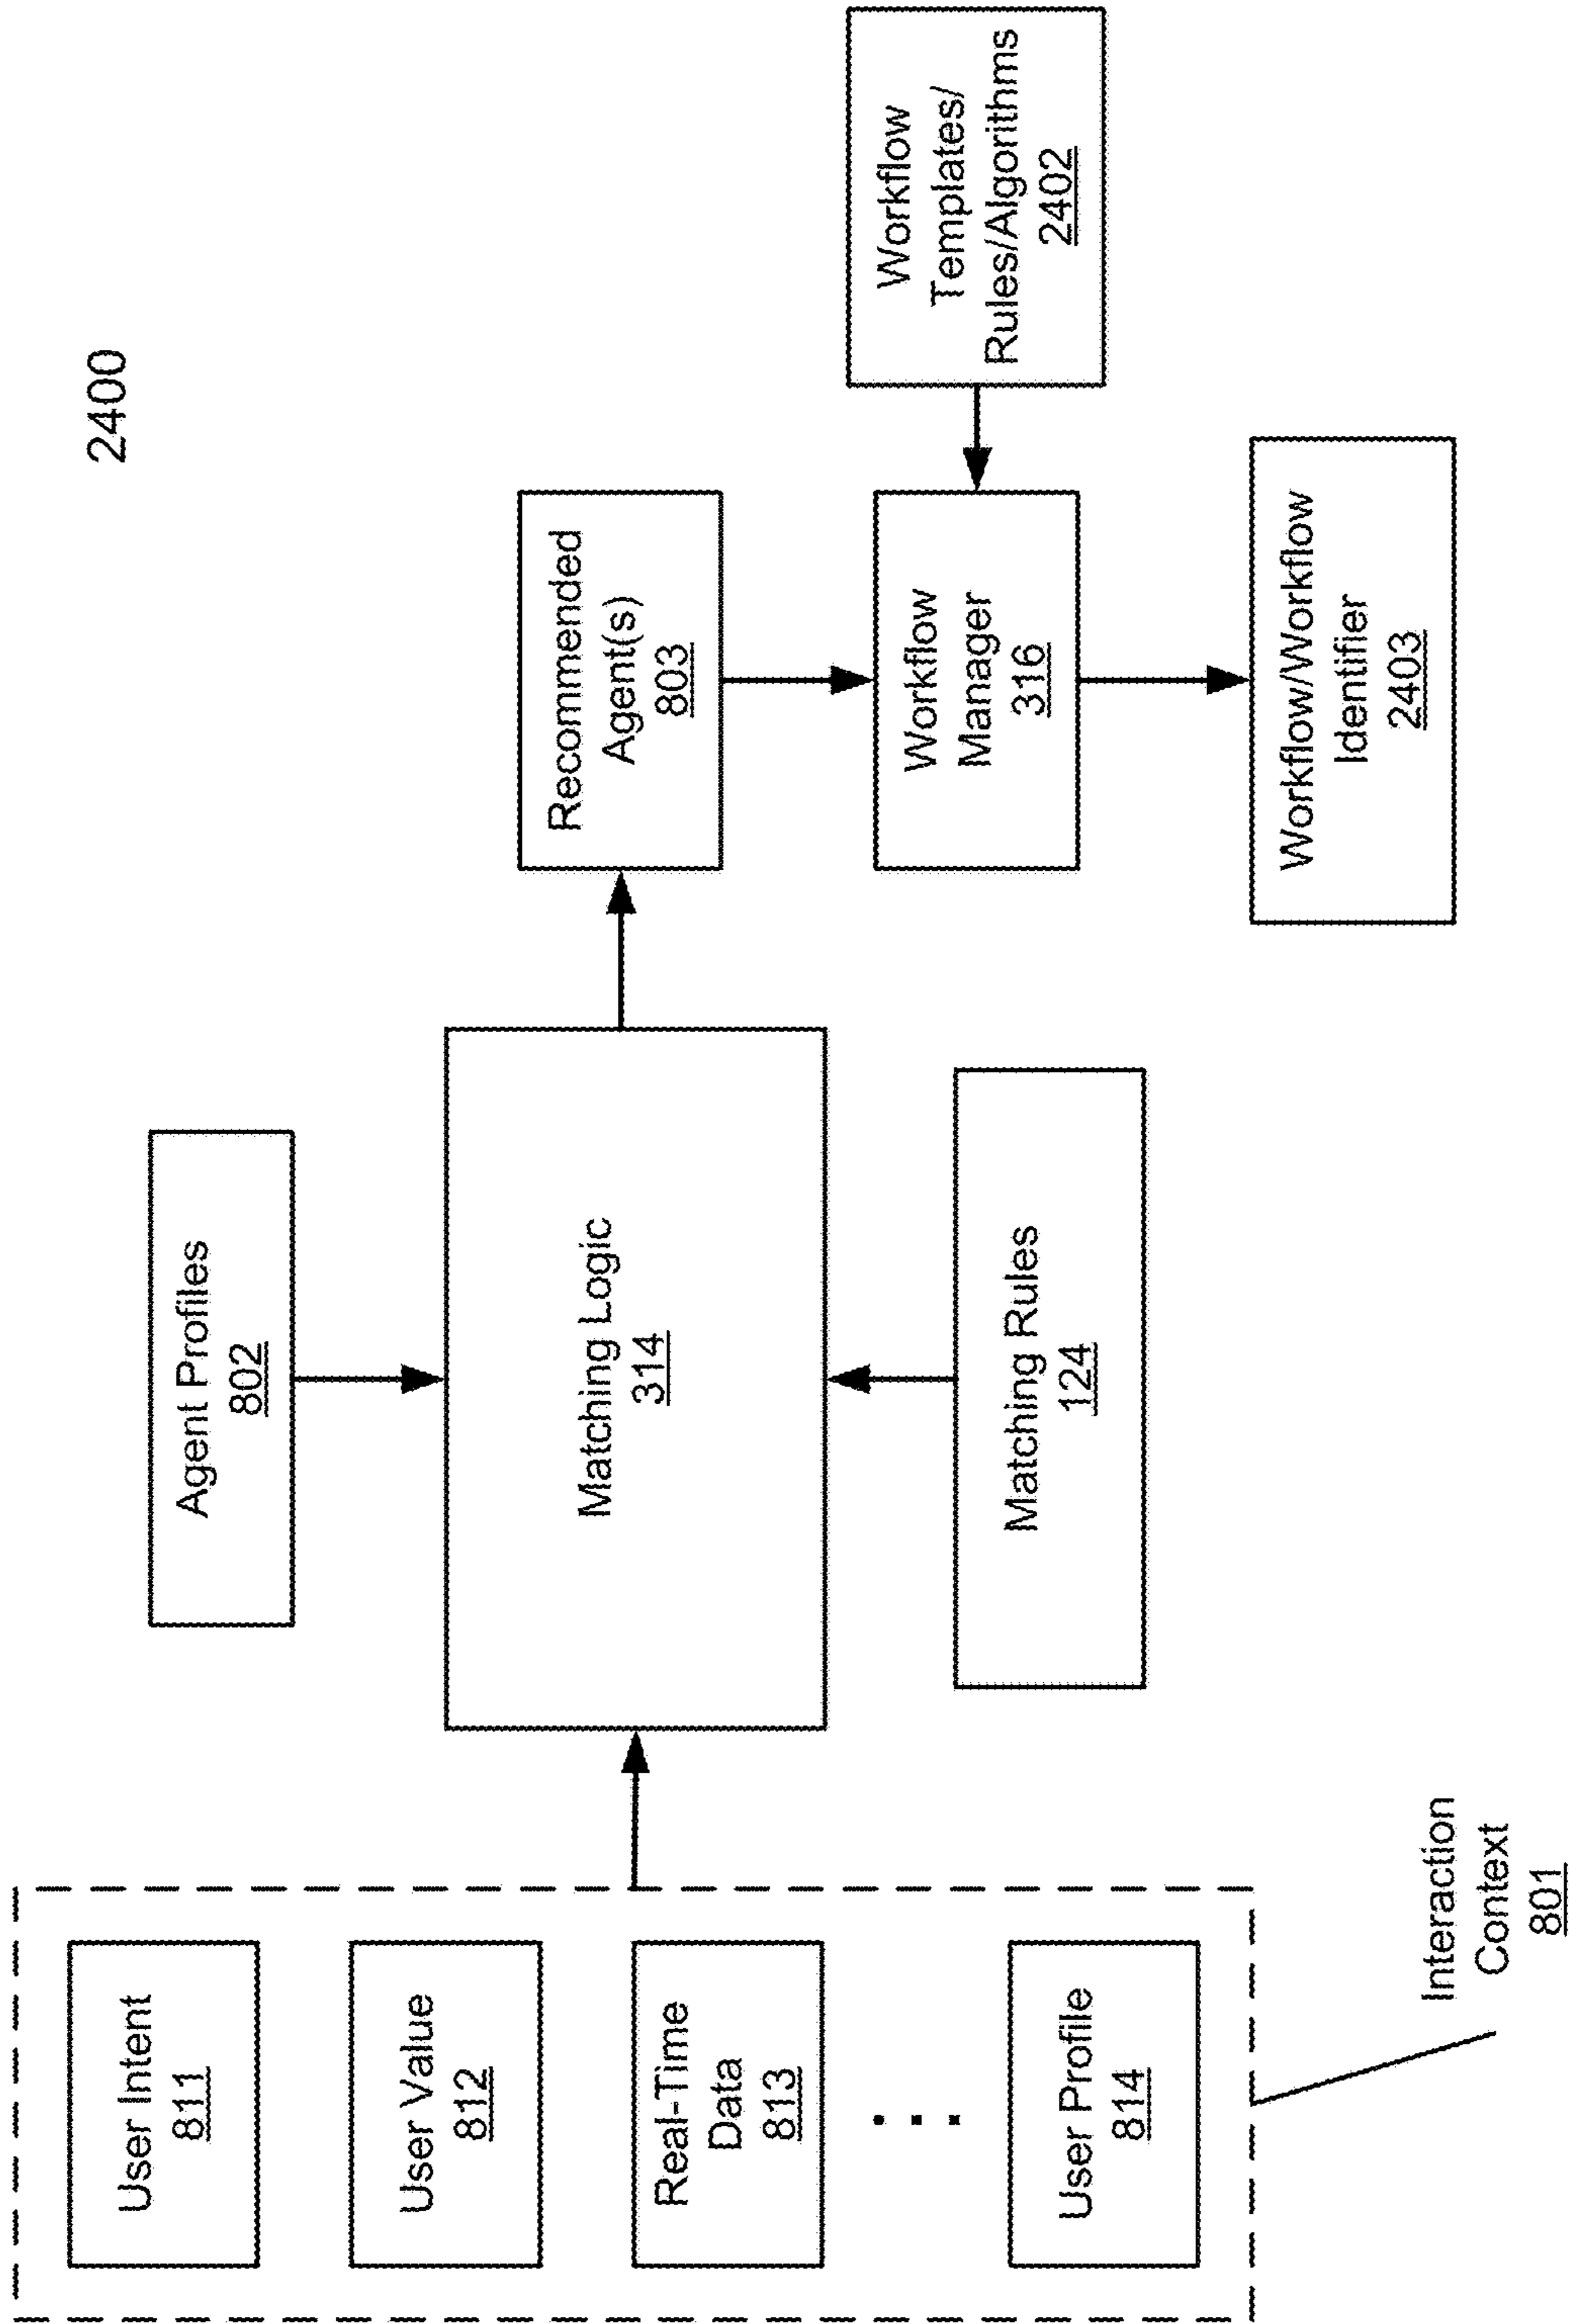 2400
User Intent
811
User Value
812
Real-Time
Data
813
User Profile
814
Interaction
Context
801
Agent Profiles
802
Matching Logic
314
Matching Rules
124
Recommended
Agent(s)
803
Workflow
Manager
316
Workflow
Templates/
Rules/Algorithms
2402
Workflow/Workflow
Identifier
2403